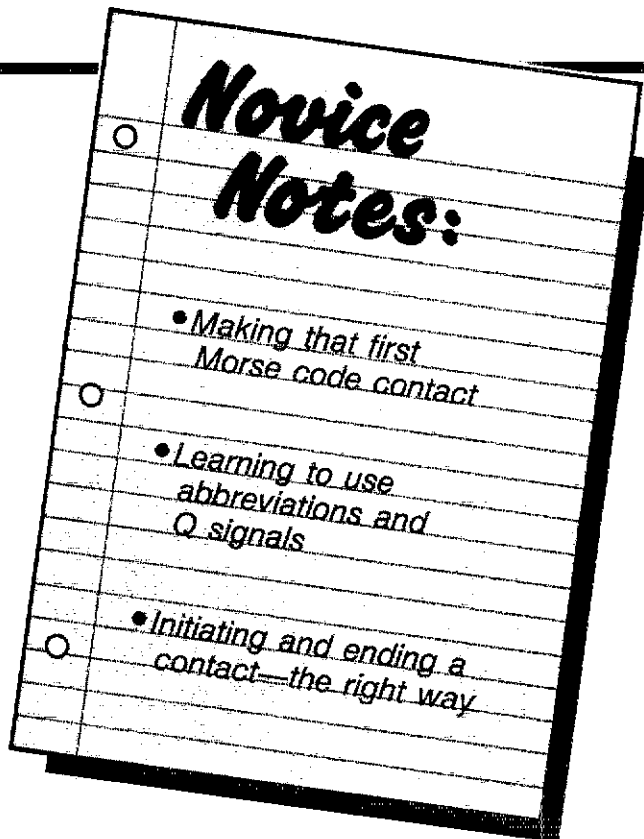 Novice
Notes:
•Making that first
Morse code contact
•Learning to use
abbreviations and
Q signals
•Initiating and ending a
contact—the right way